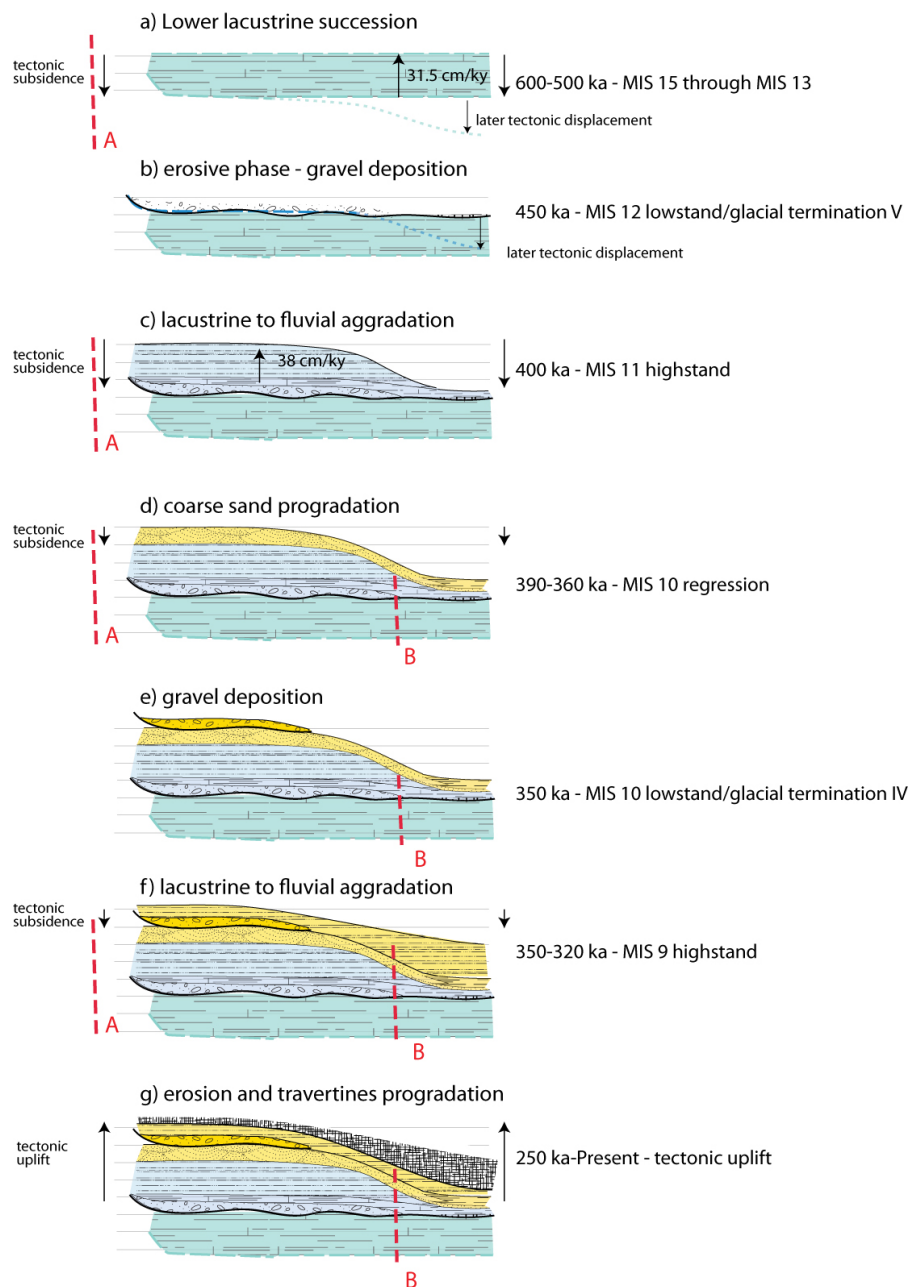 a) Lower lacustrine succession
tectonic
subsidence
31.5 cm/ky
600-500 ka - MIS 15 through MIS 13
later tectonic displacement
A
b) erosive phase - gravel deposition
450 ka - MIS 12 lowstand/glacial termination V
later tectonic displacement
c) lacustrine to fluvial aggradation
tectonic
subsidence
38 cm/ky
400 ka - MIS 11 highstand
A
d) coarse sand progradation
tectonic
subsidence
390-360 ka - MIS 10 regression
A
B
e) gravel deposition
350 ka - MIS 10 lowstand/glacial termination IV
B
f) lacustrine to fluvial aggradation
tectonic
subsidence
350-320 ka - MIS 9 highstand
A
B
g) erosion and travertines progradation
tectonic
uplift
250 ka-Present - tectonic uplift
B